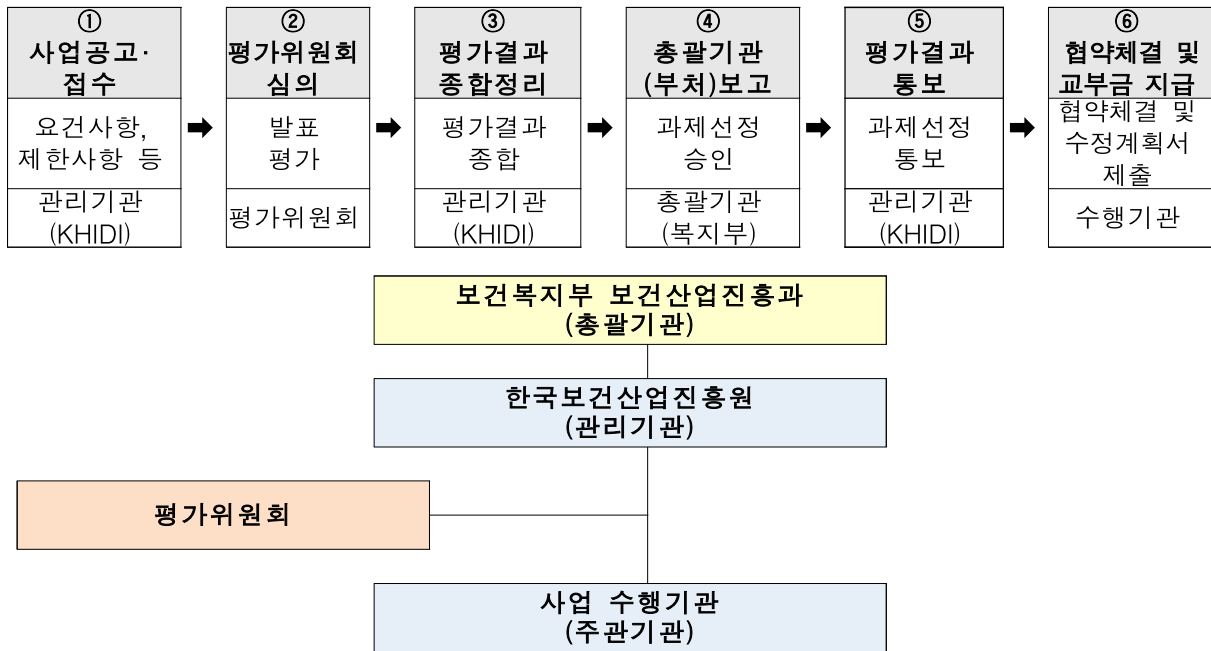 ①
사업공고·
접수
요건사항,
제한사항 등
관리기관
(KHIDI)
②
평가위원회
심의
발표
평가
평가위원회
③
평가결과
종합정리
평가결과
종합
관리기관
(KHIDI)
④
총괄기관
(부처)보고
과제선정
승인
총괄기관
(복지부)
⑤
평가결과
통보
과제선정
통보
관리기관
(KHIDI)
⑥
협약체결 및
교부금 지급
협약체결 및
수정계획서
제출
수행기관
보건복지부 보건산업진흥과
(총괄기관)
한국보건산업진흥원
(관리기관)
평가위원회
사업 수행기관
(주관기관)